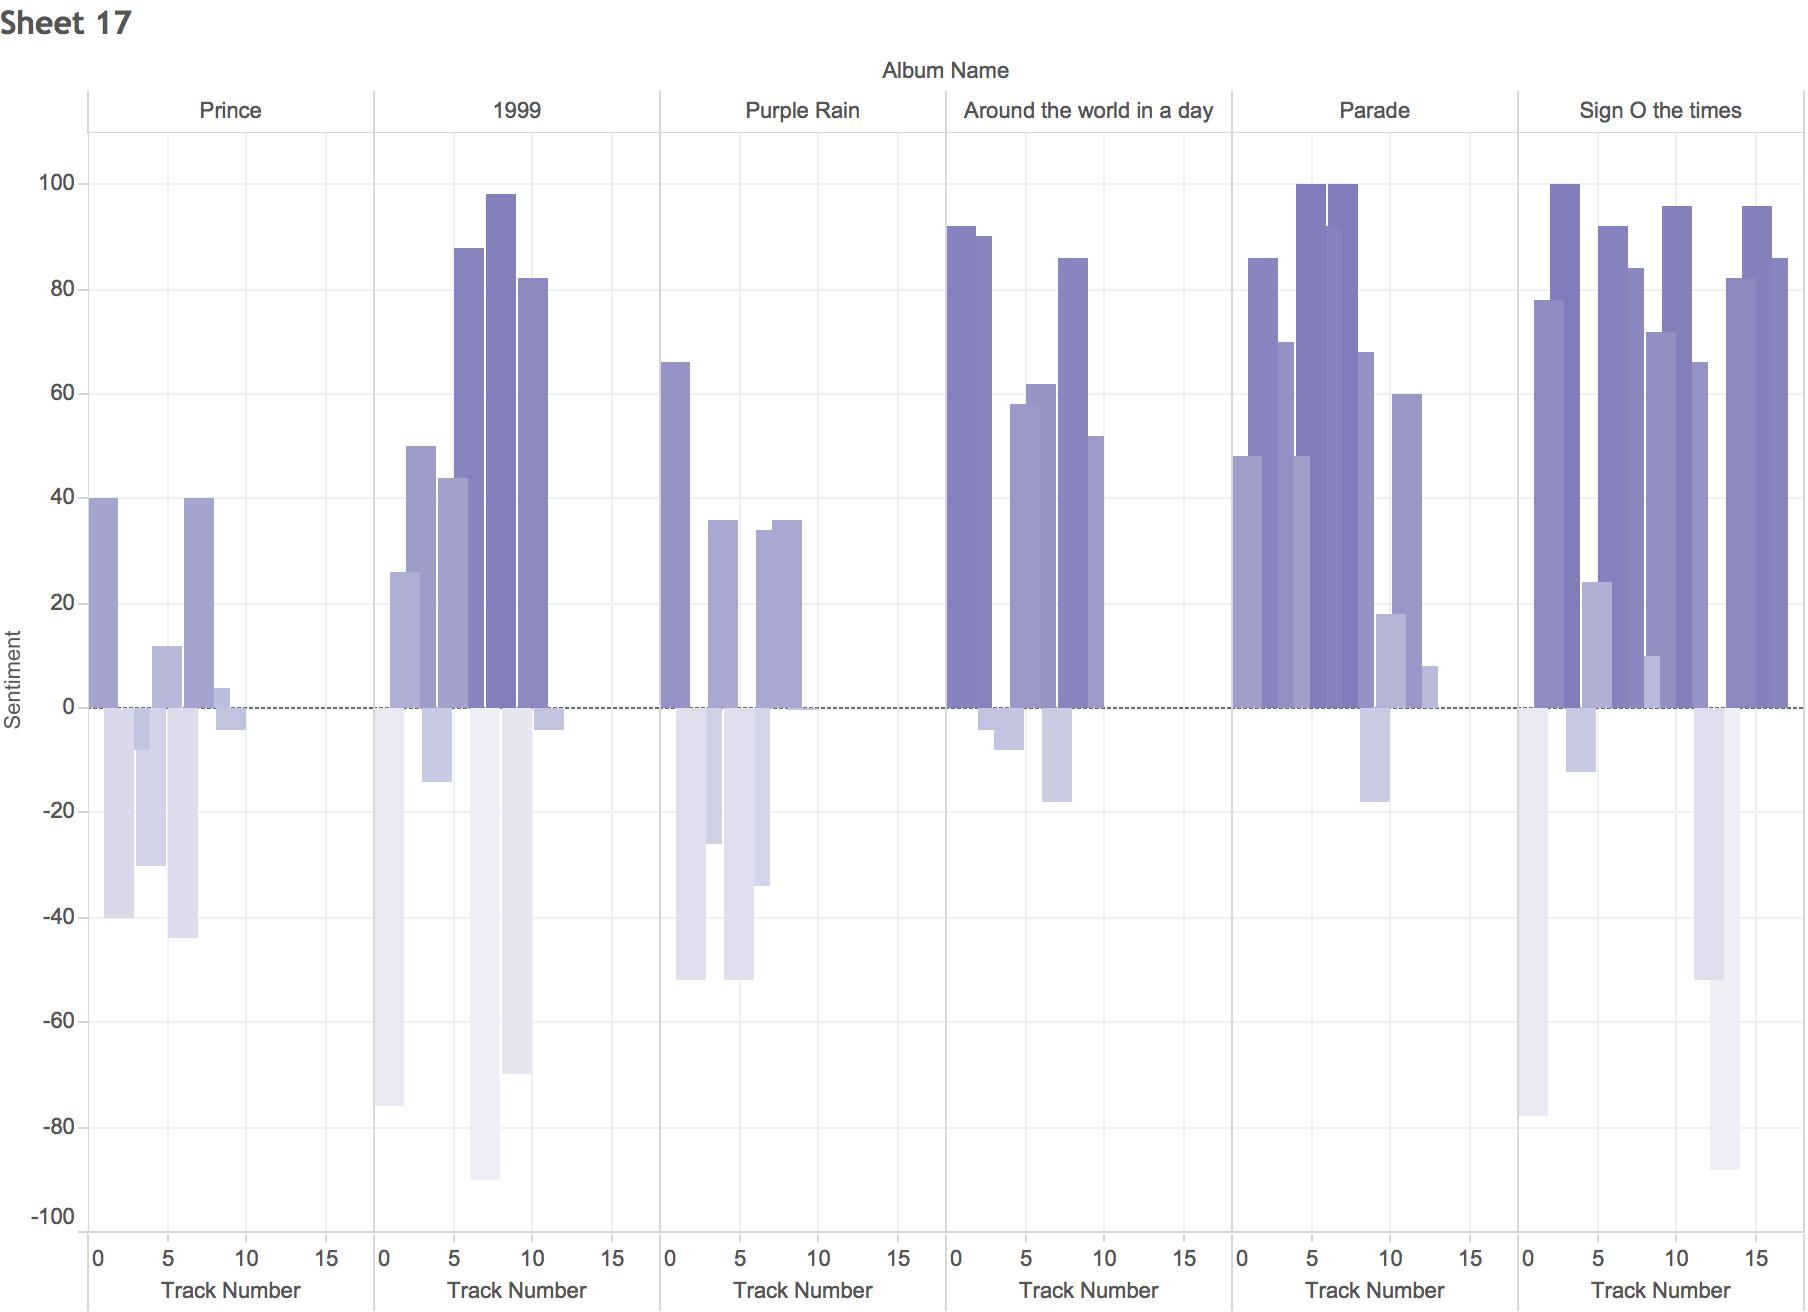 Sheet 17
Album Name
Prince 1999 Purple Rain Around the world in a day Parade Sign O the times
100
80
60
40
20
0
-20
-40
-60
-80
-100
Sentiment
0 5 10 15 0 5 10 15 0 5 10 15 0 5 10 15 0 5 10 15 0 5 10 15
Track Number Track Number Track Number Track Number Track Number Track Number